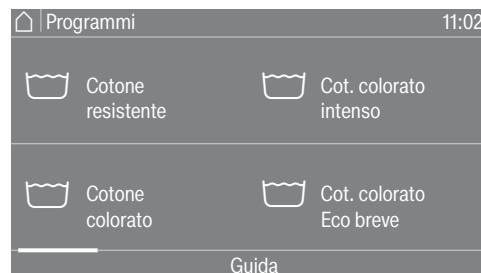 Programmi 11:02
Cotone
resistente
Cot. colorato
intenso
Cotone
colorato
Cot. colorato
Eco breve
Guida